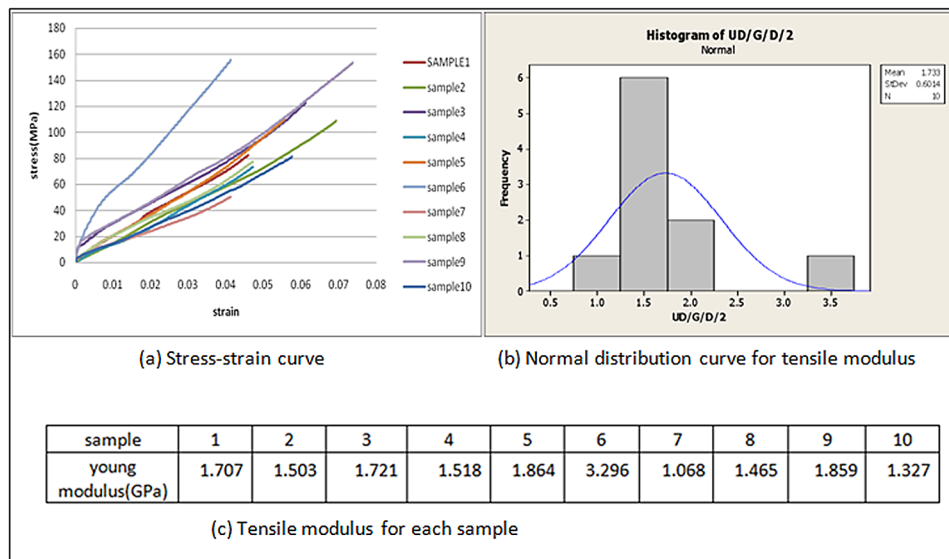 180
160
140
120
100
80
60
40
20
0
stress(MPa)
0 0.01 0.02 0.03 0.04 0.05 0.06 0.07 0.08
strain
SAMPLE1
sample2
sample3
sample4
sample5
sample6
sample7
sample8
sample9
sample10
Histogram of UD/G/D/2
Normal
Mean 1.733
StDev 0.6014
N 10
6
5
4
3
2
1
0
Frequency
0.5 1.0 1.5 2.0 2.5 3.0 3.5
UD/G/D/2
(a) Stress-strain curve
(b) Normal distribution curve for tensile modulus
sample 1 2 3 4 5 6 7 8 9 10
young 1.707 1.503 1.721 1.518 1.864 3.296 1.068 1.465 1.859 1.327
modulus(GPa)
(c) Tensile modulus for each sample